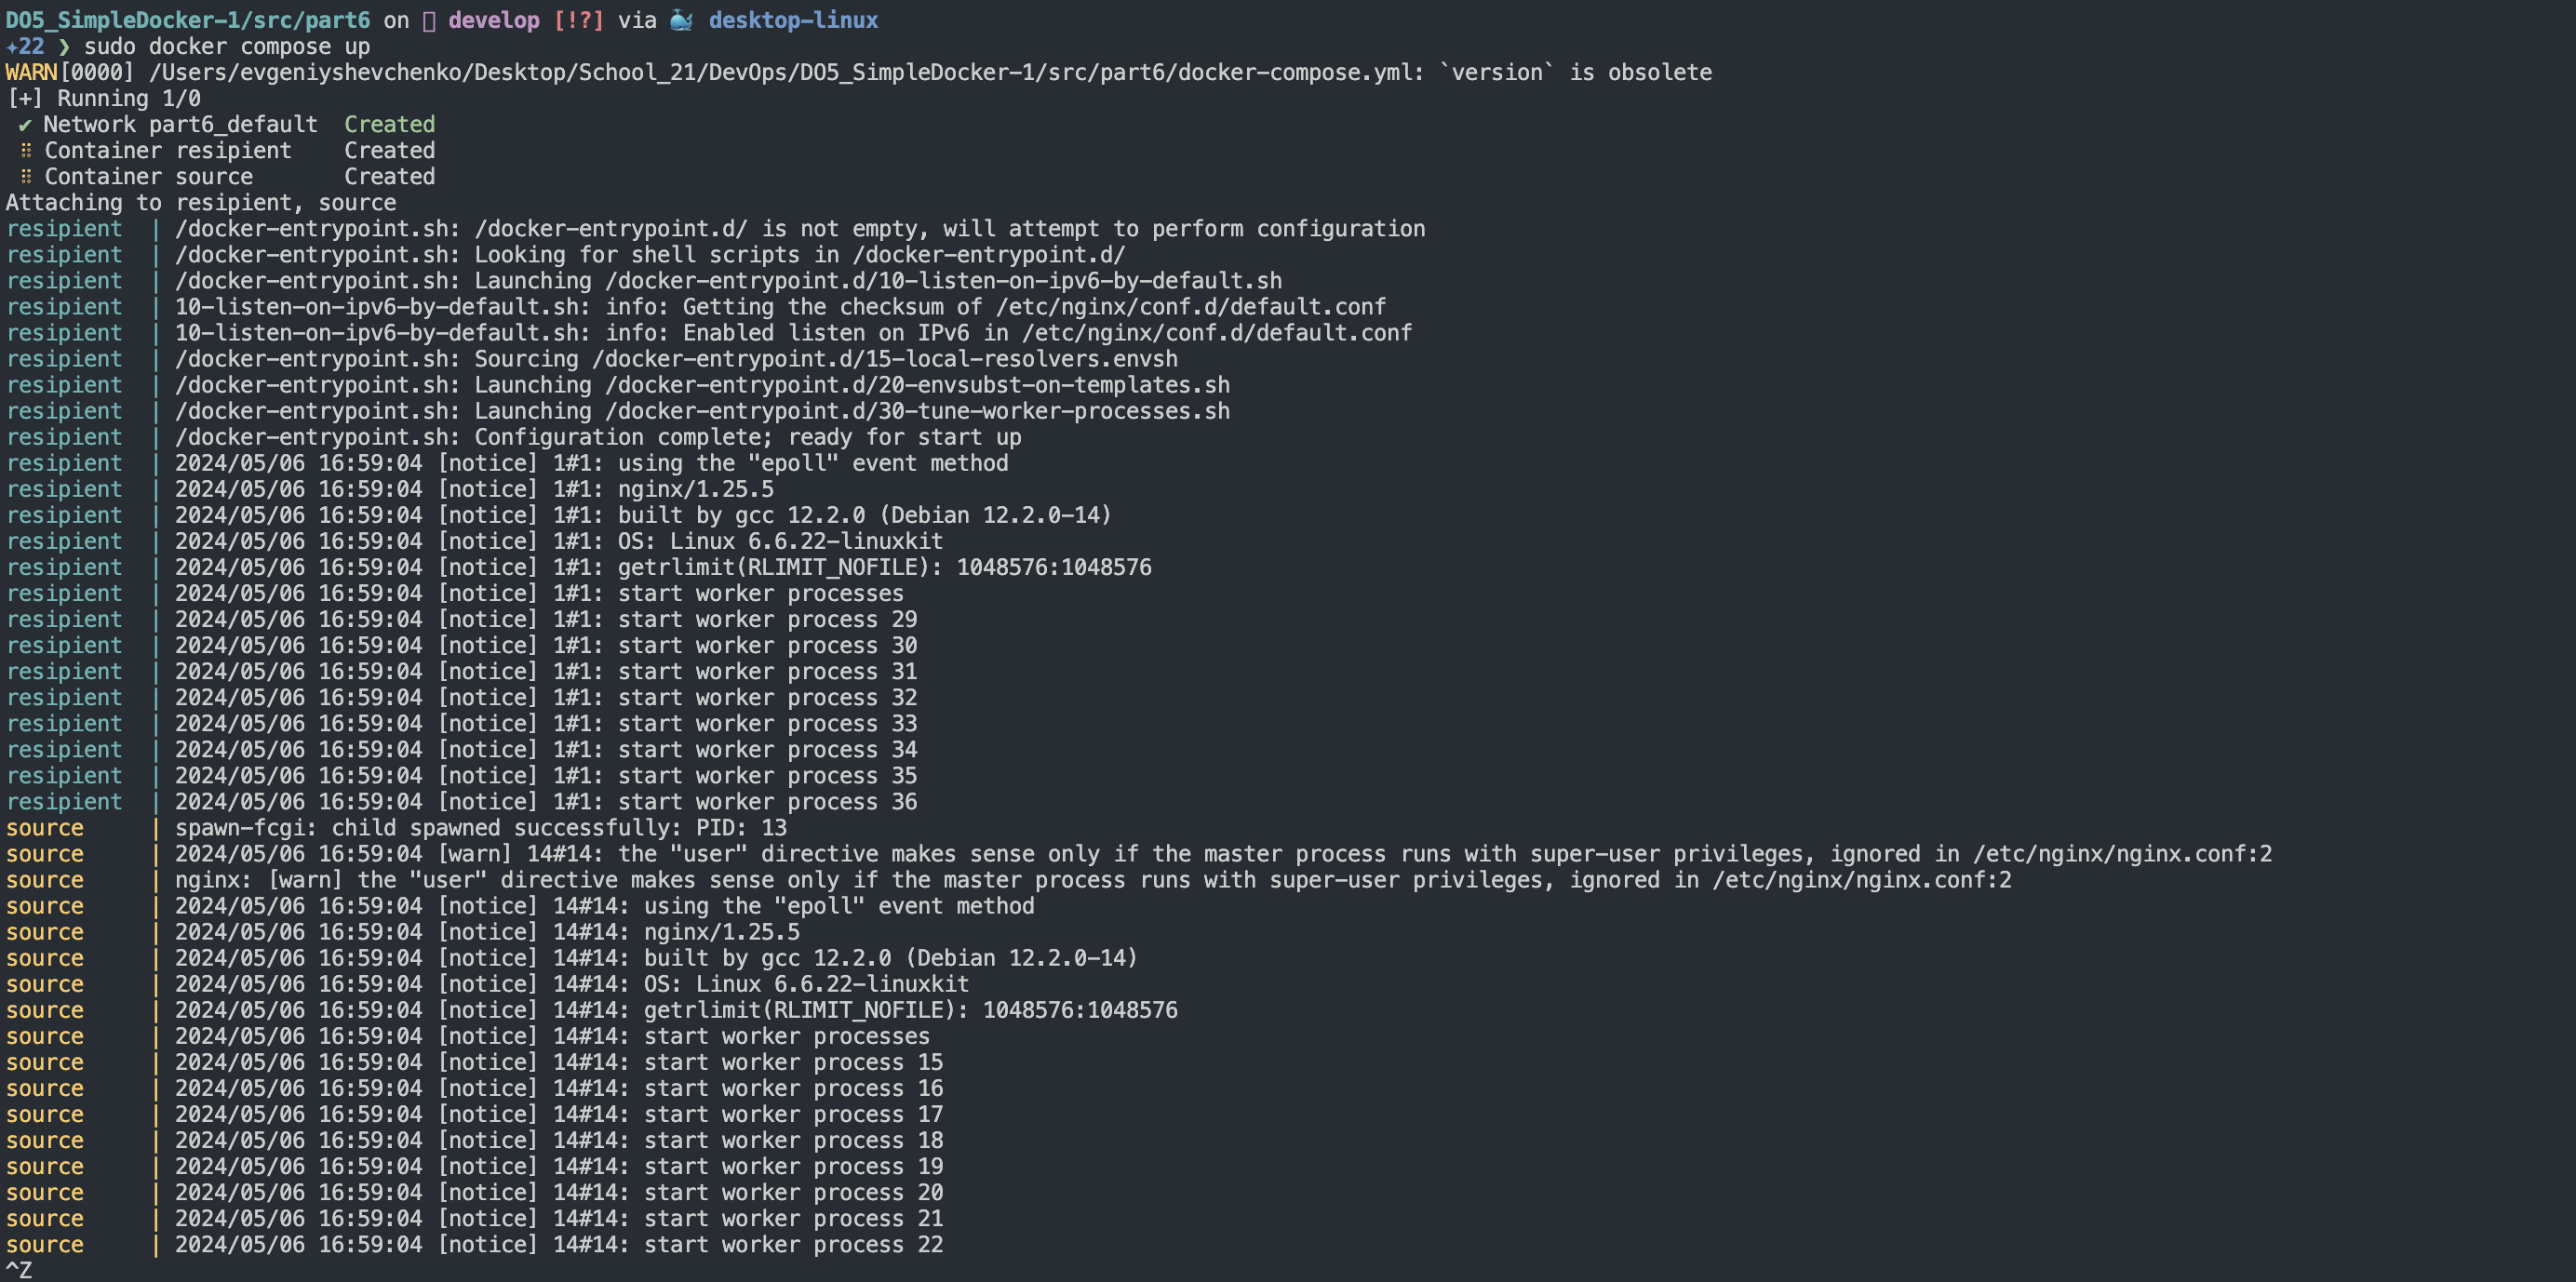 DO5_SimpleDocker-1/src/part6 on develop [!?] via 🐳 desktop-linux
✦22 ❯ sudo docker compose up
WARN[0000] /Users/evgeniyshevchenko/Desktop/School_21/DevOps/DO5_SimpleDocker-1/src/part6/docker-compose.yml: `version` is obsolete
[+] Running 1/0
✔ Network part6_default  Created
⠿ Container resipient    Created
⠿ Container source       Created
Attaching to resipient, source
resipient  | /docker-entrypoint.sh: /docker-entrypoint.d/ is not empty, will attempt to perform configuration
resipient  | /docker-entrypoint.sh: Looking for shell scripts in /docker-entrypoint.d/
resipient  | /docker-entrypoint.sh: Launching /docker-entrypoint.d/10-listen-on-ipv6-by-default.sh
resipient  | 10-listen-on-ipv6-by-default.sh: info: Getting the checksum of /etc/nginx/conf.d/default.conf
resipient  | 10-listen-on-ipv6-by-default.sh: info: Enabled listen on IPv6 in /etc/nginx/conf.d/default.conf
resipient  | /docker-entrypoint.sh: Sourcing /docker-entrypoint.d/15-local-resolvers.envsh
resipient  | /docker-entrypoint.sh: Launching /docker-entrypoint.d/20-envsubst-on-templates.sh
resipient  | /docker-entrypoint.sh: Launching /docker-entrypoint.d/30-tune-worker-processes.sh
resipient  | /docker-entrypoint.sh: Configuration complete; ready for start up
resipient  | 2024/05/06 16:59:04 [notice] 1#1: using the "epoll" event method
resipient  | 2024/05/06 16:59:04 [notice] 1#1: nginx/1.25.5
resipient  | 2024/05/06 16:59:04 [notice] 1#1: built by gcc 12.2.0 (Debian 12.2.0-14)
resipient  | 2024/05/06 16:59:04 [notice] 1#1: OS: Linux 6.6.22-linuxkit
resipient  | 2024/05/06 16:59:04 [notice] 1#1: getrlimit(RLIMIT_NOFILE): 1048576:1048576
resipient  | 2024/05/06 16:59:04 [notice] 1#1: start worker processes
resipient  | 2024/05/06 16:59:04 [notice] 1#1: start worker process 29
resipient  | 2024/05/06 16:59:04 [notice] 1#1: start worker process 30
resipient  | 2024/05/06 16:59:04 [notice] 1#1: start worker process 31
resipient  | 2024/05/06 16:59:04 [notice] 1#1: start worker process 32
resipient  | 2024/05/06 16:59:04 [notice] 1#1: start worker process 33
resipient  | 2024/05/06 16:59:04 [notice] 1#1: start worker process 34
resipient  | 2024/05/06 16:59:04 [notice] 1#1: start worker process 35
resipient  | 2024/05/06 16:59:04 [notice] 1#1: start worker process 36
source     | spawn-fcgi: child spawned successfully: PID: 13
source     | 2024/05/06 16:59:04 [warn] 14#14: the "user" directive makes sense only if the master process runs with super-user privileges, ignored in /etc/nginx/nginx.conf:2
source     | nginx: [warn] the "user" directive makes sense only if the master process runs with super-user privileges, ignored in /etc/nginx/nginx.conf:2
source     | 2024/05/06 16:59:04 [notice] 14#14: using the "epoll" event method
source     | 2024/05/06 16:59:04 [notice] 14#14: nginx/1.25.5
source     | 2024/05/06 16:59:04 [notice] 14#14: built by gcc 12.2.0 (Debian 12.2.0-14)
source     | 2024/05/06 16:59:04 [notice] 14#14: OS: Linux 6.6.22-linuxkit
source     | 2024/05/06 16:59:04 [notice] 14#14: getrlimit(RLIMIT_NOFILE): 1048576:1048576
source     | 2024/05/06 16:59:04 [notice] 14#14: start worker processes
source     | 2024/05/06 16:59:04 [notice] 14#14: start worker process 15
source     | 2024/05/06 16:59:04 [notice] 14#14: start worker process 16
source     | 2024/05/06 16:59:04 [notice] 14#14: start worker process 17
source     | 2024/05/06 16:59:04 [notice] 14#14: start worker process 18
source     | 2024/05/06 16:59:04 [notice] 14#14: start worker process 19
source     | 2024/05/06 16:59:04 [notice] 14#14: start worker process 20
source     | 2024/05/06 16:59:04 [notice] 14#14: start worker process 21
source     | 2024/05/06 16:59:04 [notice] 14#14: start worker process 22
^Z